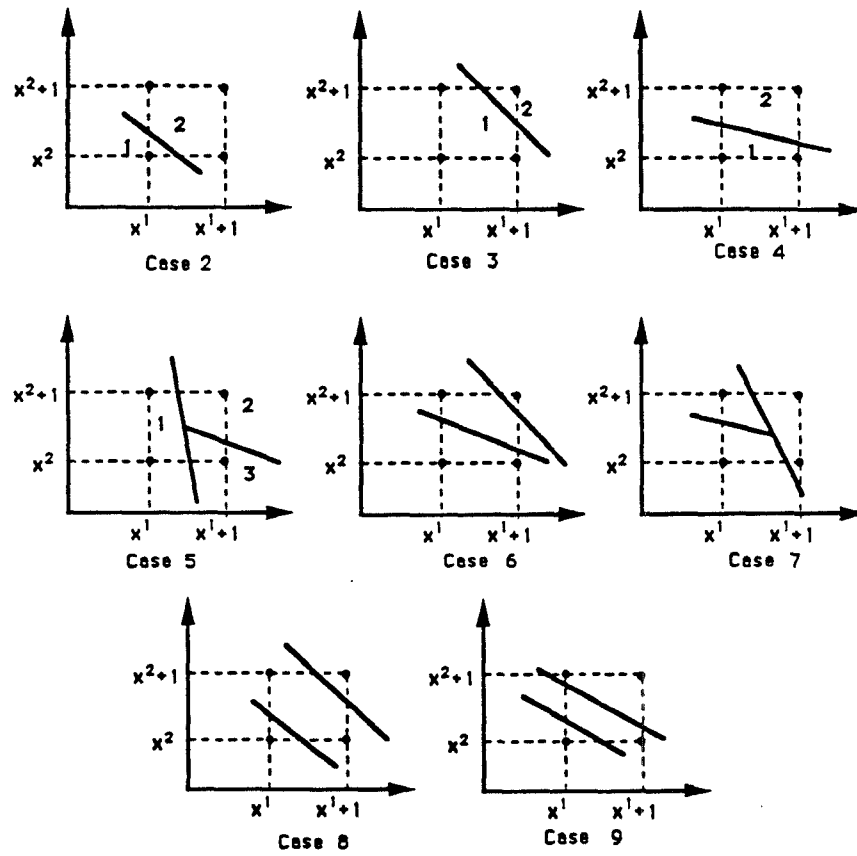 x²+1
2
1
x²
x¹ x¹+1
Case 2
x²+1
2
1
x²
x¹ x¹+1
Case 3
x²+1
2
1
x²
x¹ x¹+1
Case 4
x²+1
2
1
x²
3
x¹ x¹+1
Case 5
x²+1
x²
x¹ x¹+1
Case 6
x²+1
x²
x¹ x¹+1
Case 7
x²+1
x²
x¹ x¹+1
Case 8
x²+1
x²
x¹ x¹+1
Case 9